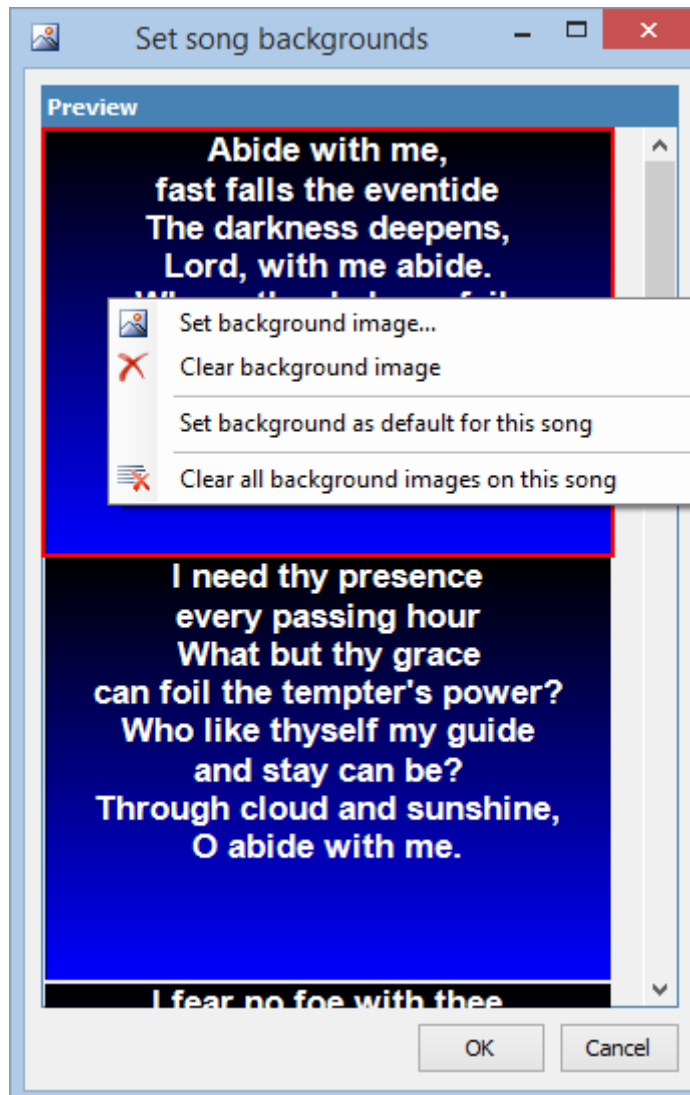 Set song backgrounds
Preview
Abide with me,
fast falls the eventide
The darkness deepens,
Lord, with me abide.
Set background image...
Clear background image
Set background as default for this song
Clear all background images on this song
I need thy presence
every passing hour
What but thy grace
can foil the tempter's power?
Who like thyself my guide
and stay can be?
Through cloud and sunshine,
O abide with me.
I fear no foe with thee
OK
Cancel